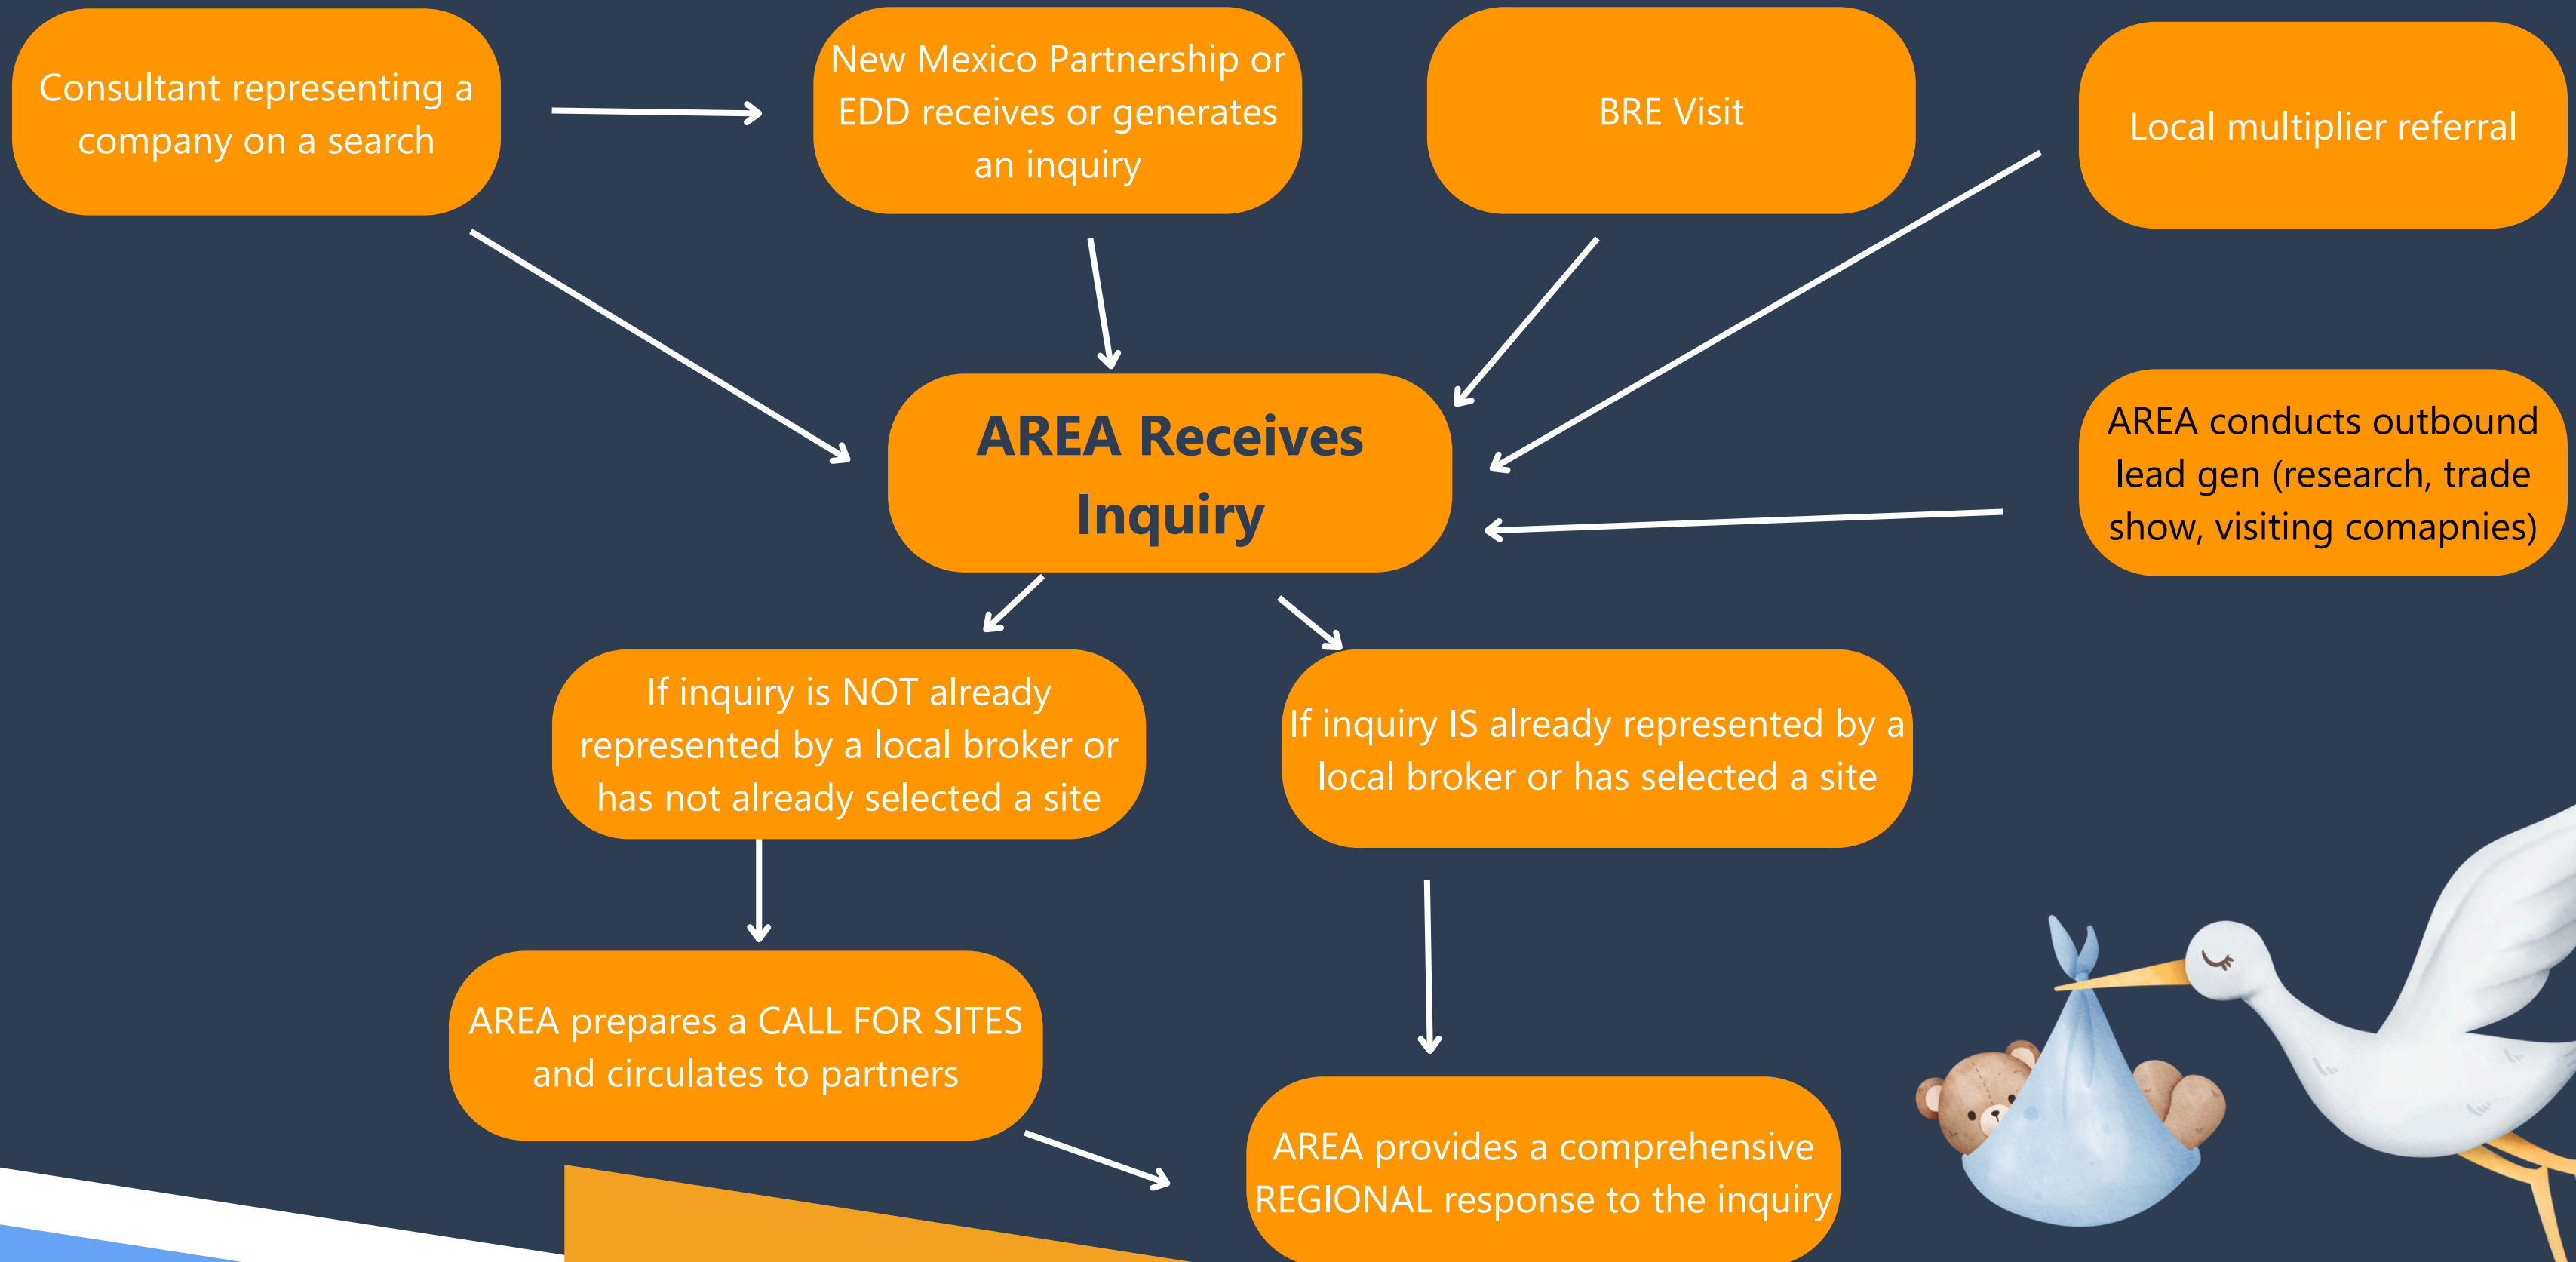 Consultant representing a
company on a search
New Mexico Partnership or
EDD receives or generates
an inquiry
BRE Visit
Local multiplier referral
AREA conducts outbound
lead gen (research, trade
show, visiting comapnies)
AREA Receives
Inquiry
If inquiry is NOT already
represented by a local broker or
has not already selected a site
If inquiry IS already represented by a
local broker or has selected a site
AREA prepares a CALL FOR SITES
and circulates to partners
AREA provides a comprehensive
REGIONAL response to the inquiry